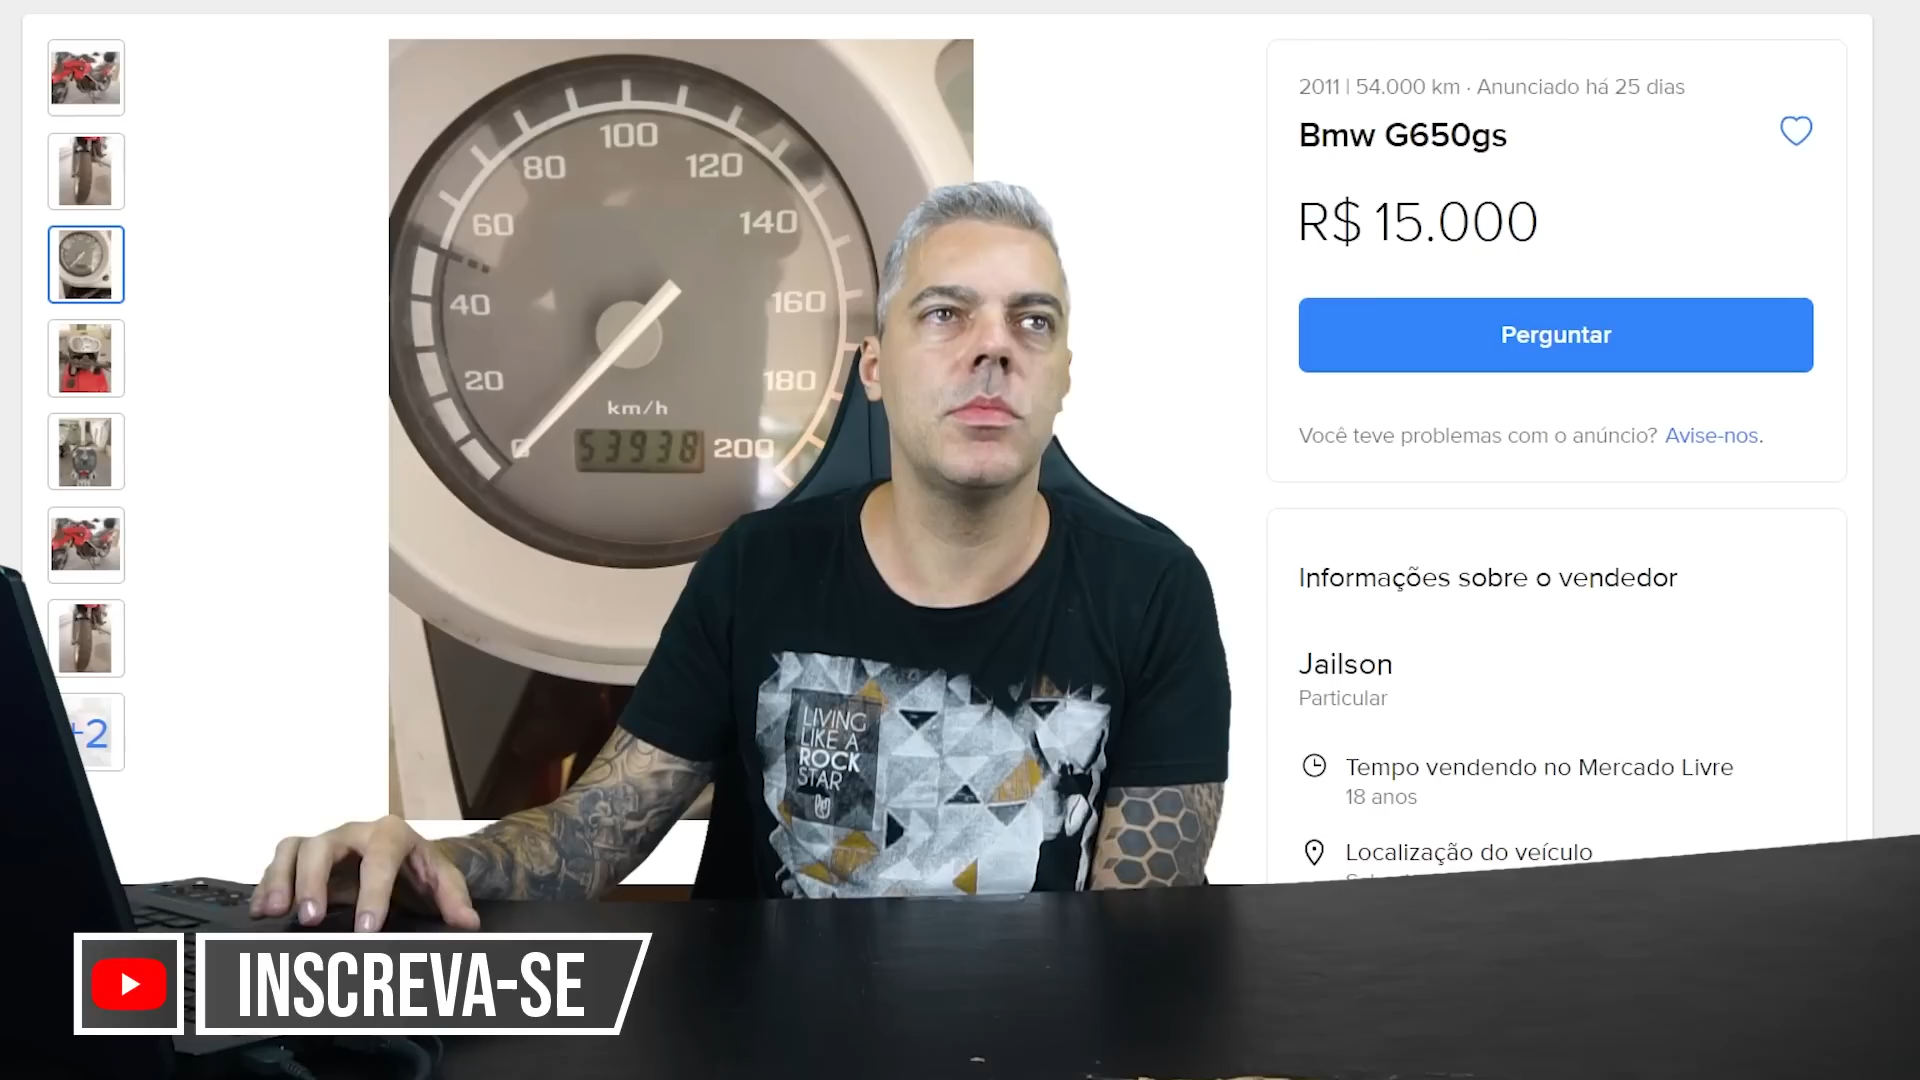 2011 | 54.000 km · Anunciado há 25 dias
Bmw G650gs
R$ 15.000
Perguntar
Você teve problemas com o anúncio? Avise-nos.
Informações sobre o vendedor
Jailson
Particular
Tempo vendendo no Mercado Livre
18 anos
Localização do veículo
100
80
120
60
140
40
160
20
180
km/h
0
53938
200
+2
LIVING
LIKE A
ROCK
STAR
INSCREVA-SE